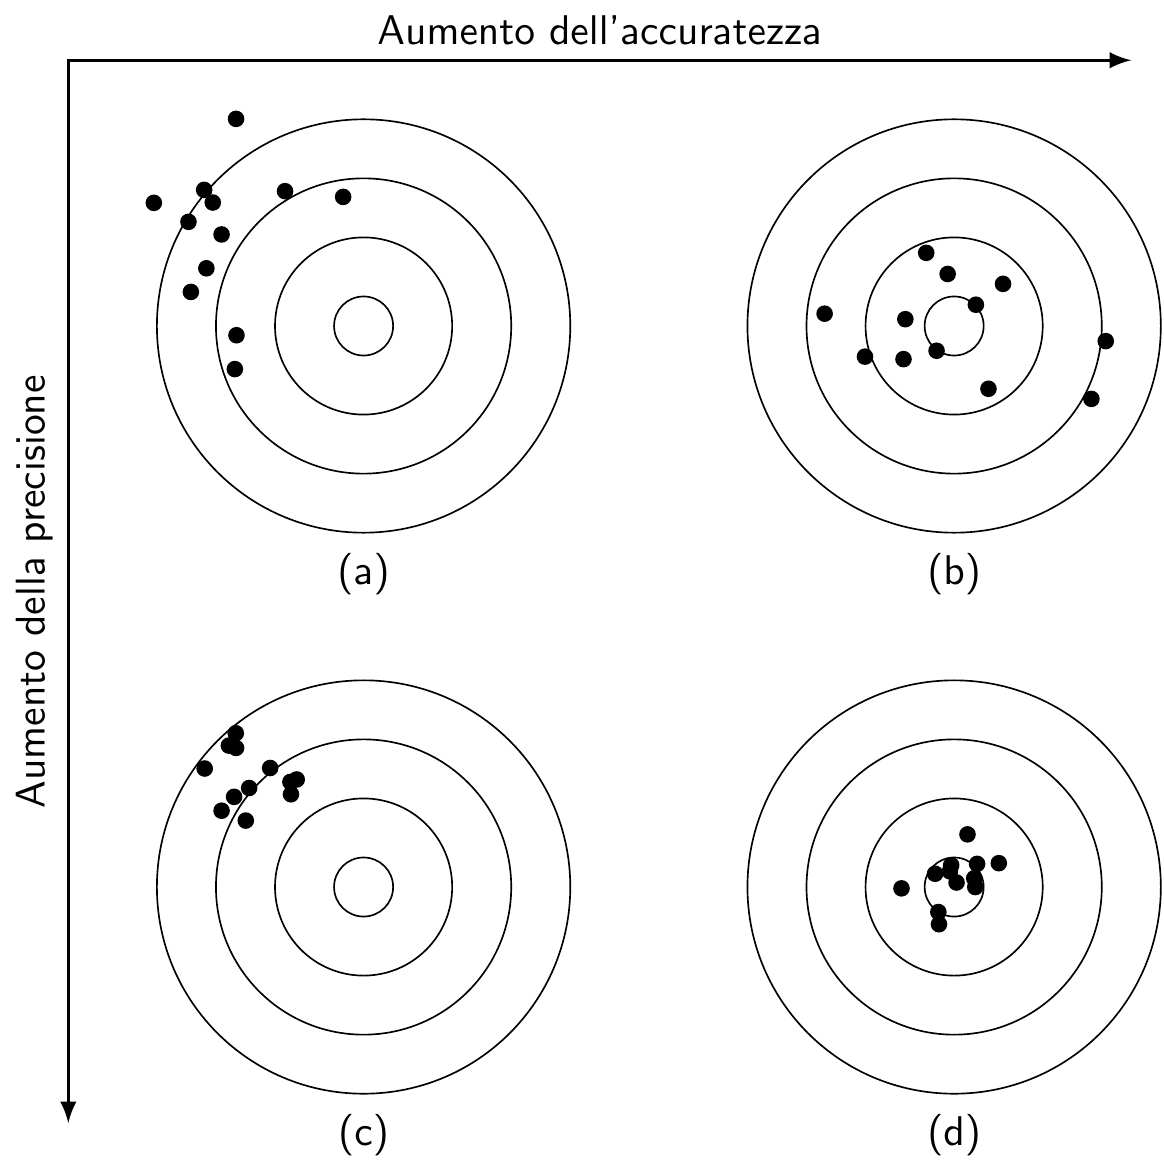 Aumento dell'accuratezza
Aumento della precisione
(a)
(b)
(c)
(d)